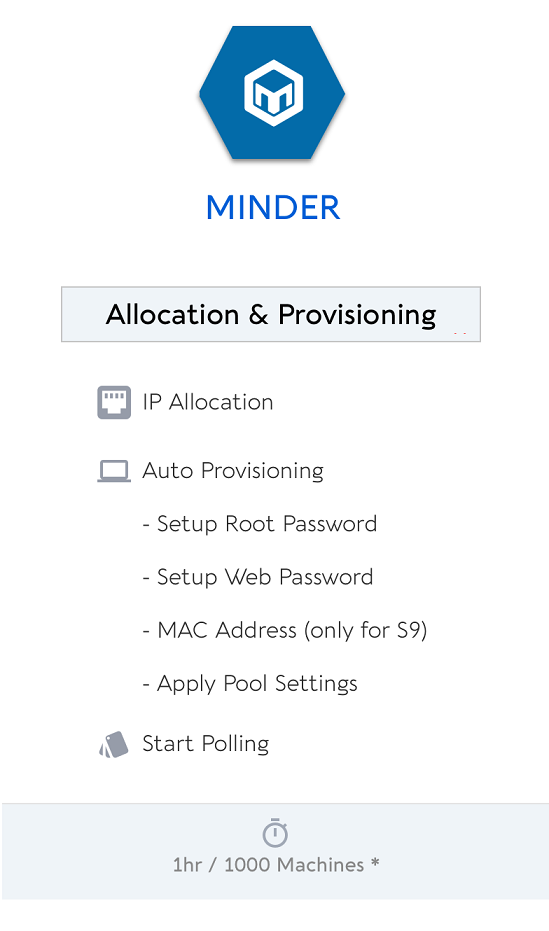 MINDER
Allocation & Provisioning
IP Allocation
Auto Provisioning
- Setup Root Password
- Setup Web Password
- MAC Address (only for S9)
- Apply Pool Settings
Start Polling
1hr / 1000 Machines *